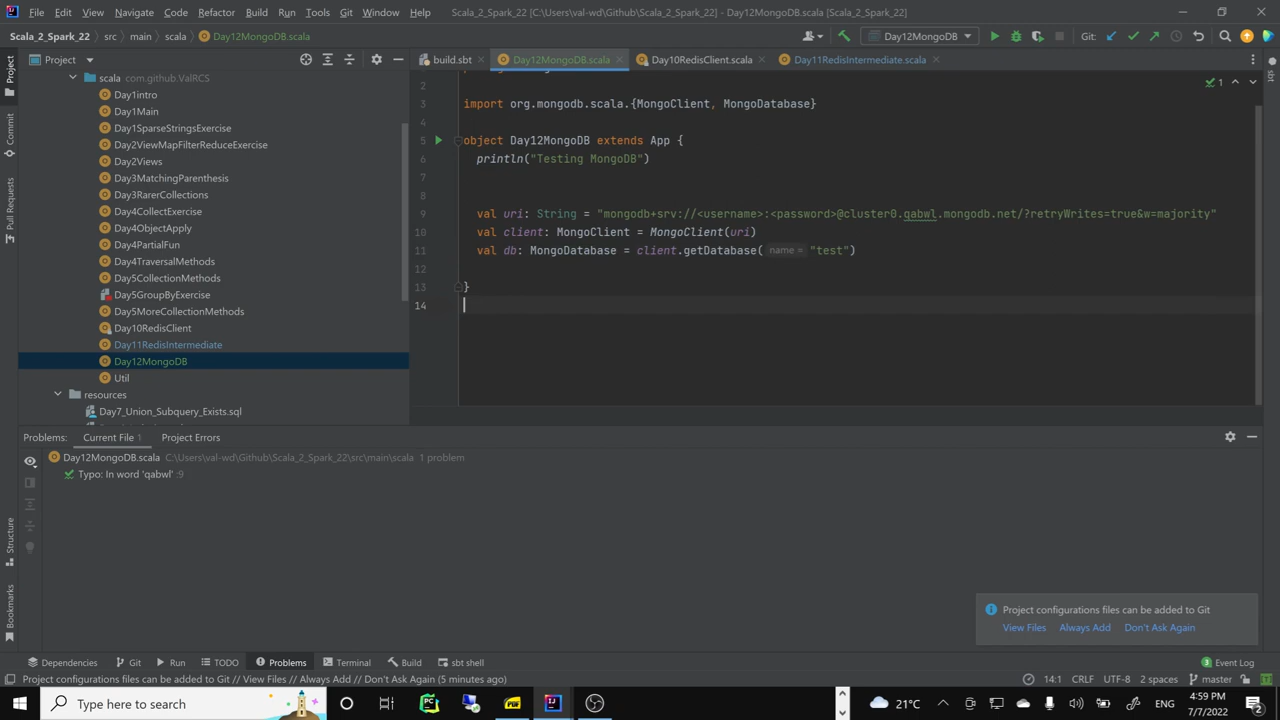 File Edit View Navigate Code Refactor Build Run Tools Git Window Help Scala_2_Spark_22 [C:\Users\val-wd\Github\Scala_2_Spark_22] - Day12MongoDB.scala [Scala_2_Spark_22]
Scala_2_Spark_22 src main scala Day12MongoDB.scala Day12MongoDB Git:
Project
build.sbt Day12MongoDB.scala Day10RedisClient.scala Day11RedisIntermediate.scala
scala com.github.ValRCS
Day1intro
Day1Main
Day1SparseStringsExercise
Day2ViewMapFilterReduceExercise
Day2Views
Day3MatchingParenthesis
Day3RarerCollections
Day4CollectExercise
Day4ObjectApply
Day4PartialFun
Day4TraversalMethods
Day5CollectionMethods
Day5GroupByExercise
Day5MoreCollectionMethods
Day10RedisClient
Day11RedisIntermediate
Day12MongoDB
Util
resources
Day7_Union_Subquery_Exists.sql
1
2
3 import org.mongodb.scala.{MongoClient, MongoDatabase}
4
5 object Day12MongoDB extends App {
6 println("Testing MongoDB")
7
8
9 val uri: String = "mongodb+srv://<username>:<password>@cluster0.qabwl.mongodb.net/?retryWrites=true&w=majority"
10 val client: MongoClient = MongoClient(uri)
11 val db: MongoDatabase = client.getDatabase( name = "test")
12
13 }
14
Project
Commit
Pull Requests
Structure
Bookmarks
sbt
Problems: Current File 1 Project Errors
Day12MongoDB.scala C:\Users\val-wd\Github\Scala_2_Spark_22\src\main\scala 1 problem
Typo: In word 'qabwl' :9
Project configurations files can be added to Git
View Files Always Add Don't Ask Again
Dependencies Git Run TODO Problems Terminal Build sbt shell 3 Event Log
Project configurations files can be added to Git // View Files // Always Add // Don't Ask Again (5 minutes ago) 14:1 CRLF UTF-8 2 spaces master
Type here to search 21°C ENG 4:59 PM
7/7/2022 2